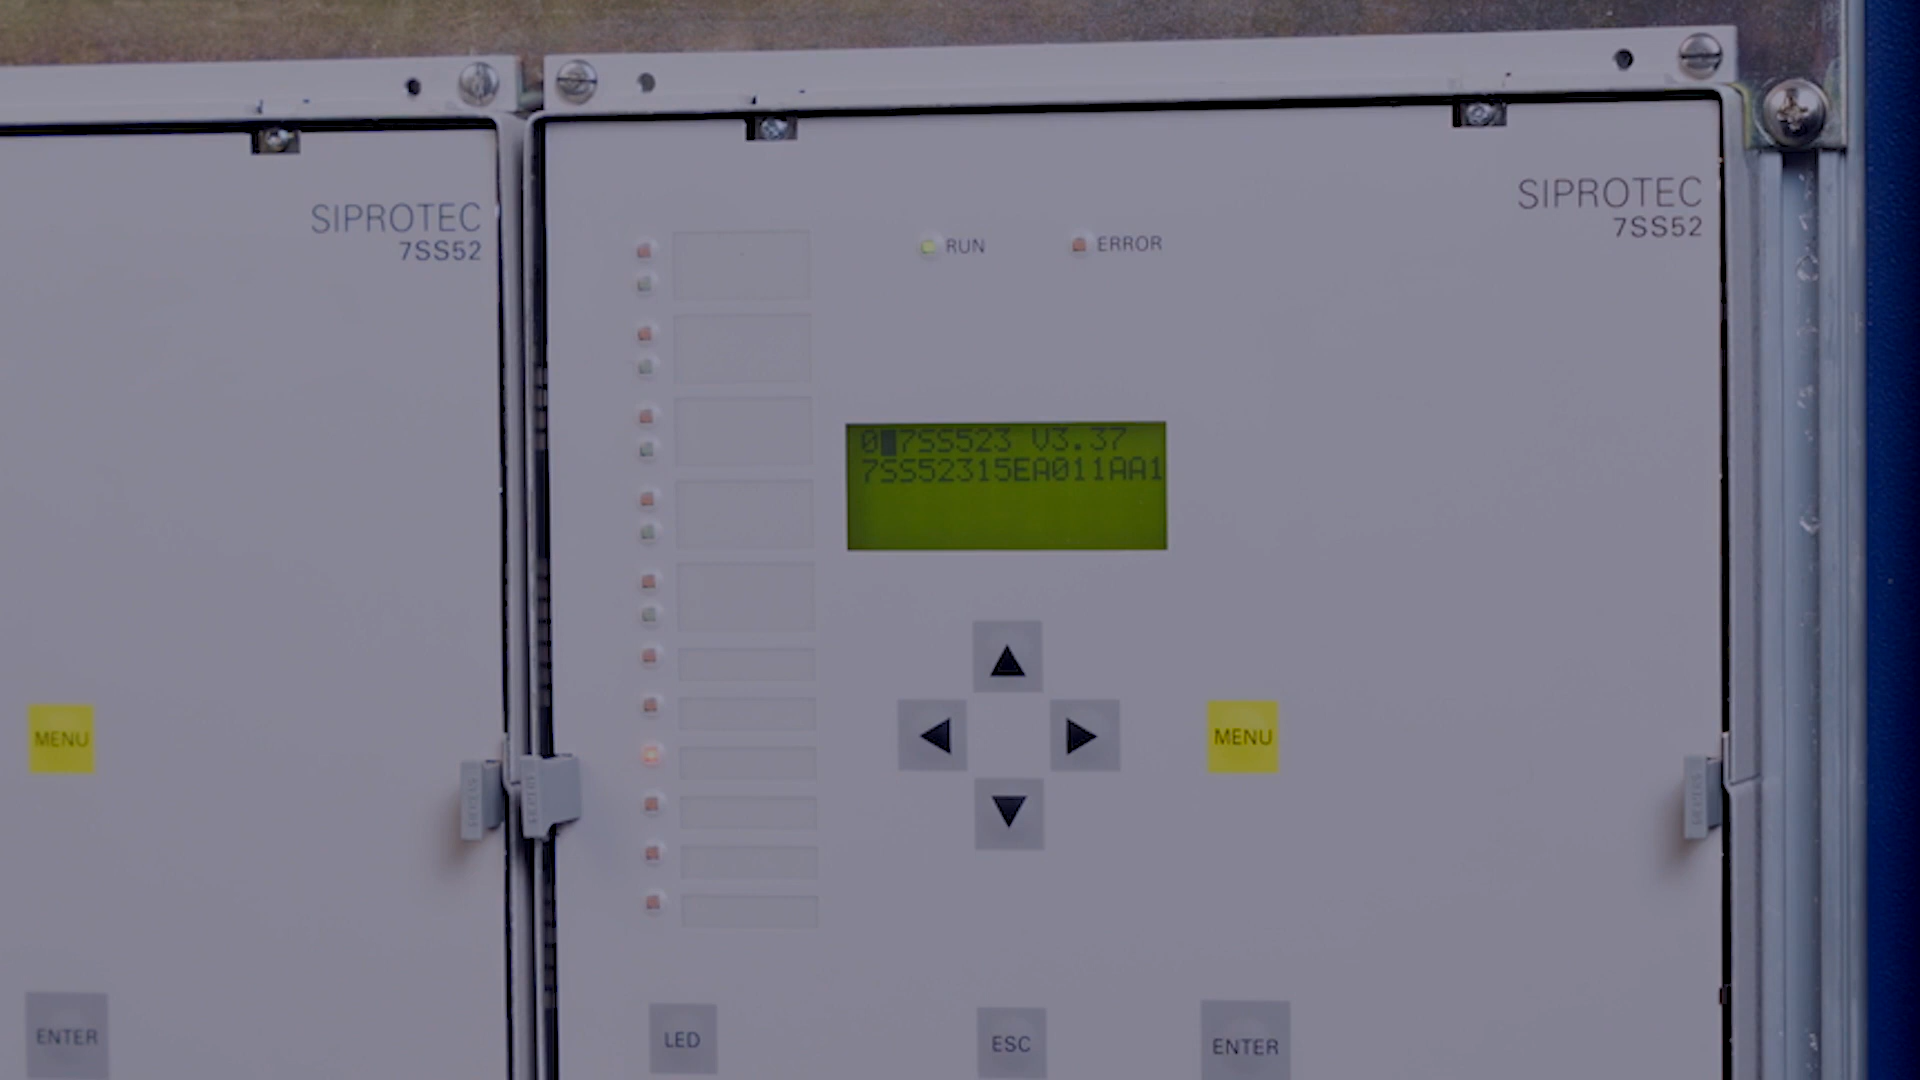 SIPROTEC
7SS52
MENU
ENTER
SIPROTEC
7SS52
RUN
ERROR
0█7SS523 V3.37
7SS52315EA011AA1
MENU
LED
ESC
ENTER